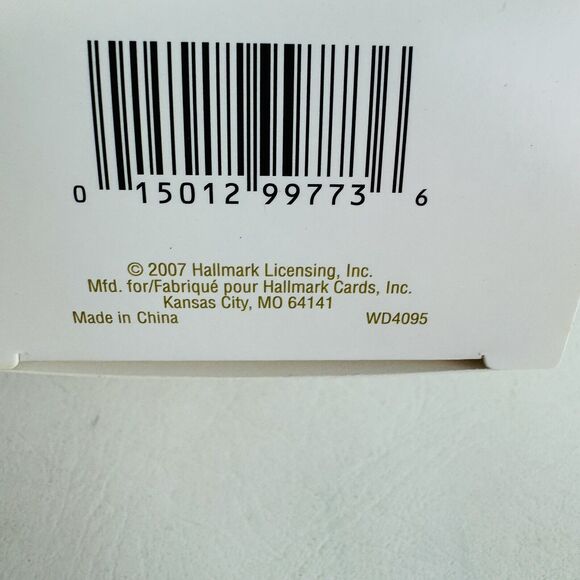 0 15012 99773 6
© 2007 Hallmark Licensing, Inc.
Mfd. for/Fabriqué pour Hallmark Cards, Inc.
Kansas City, MO 64141
Made in China WD4095